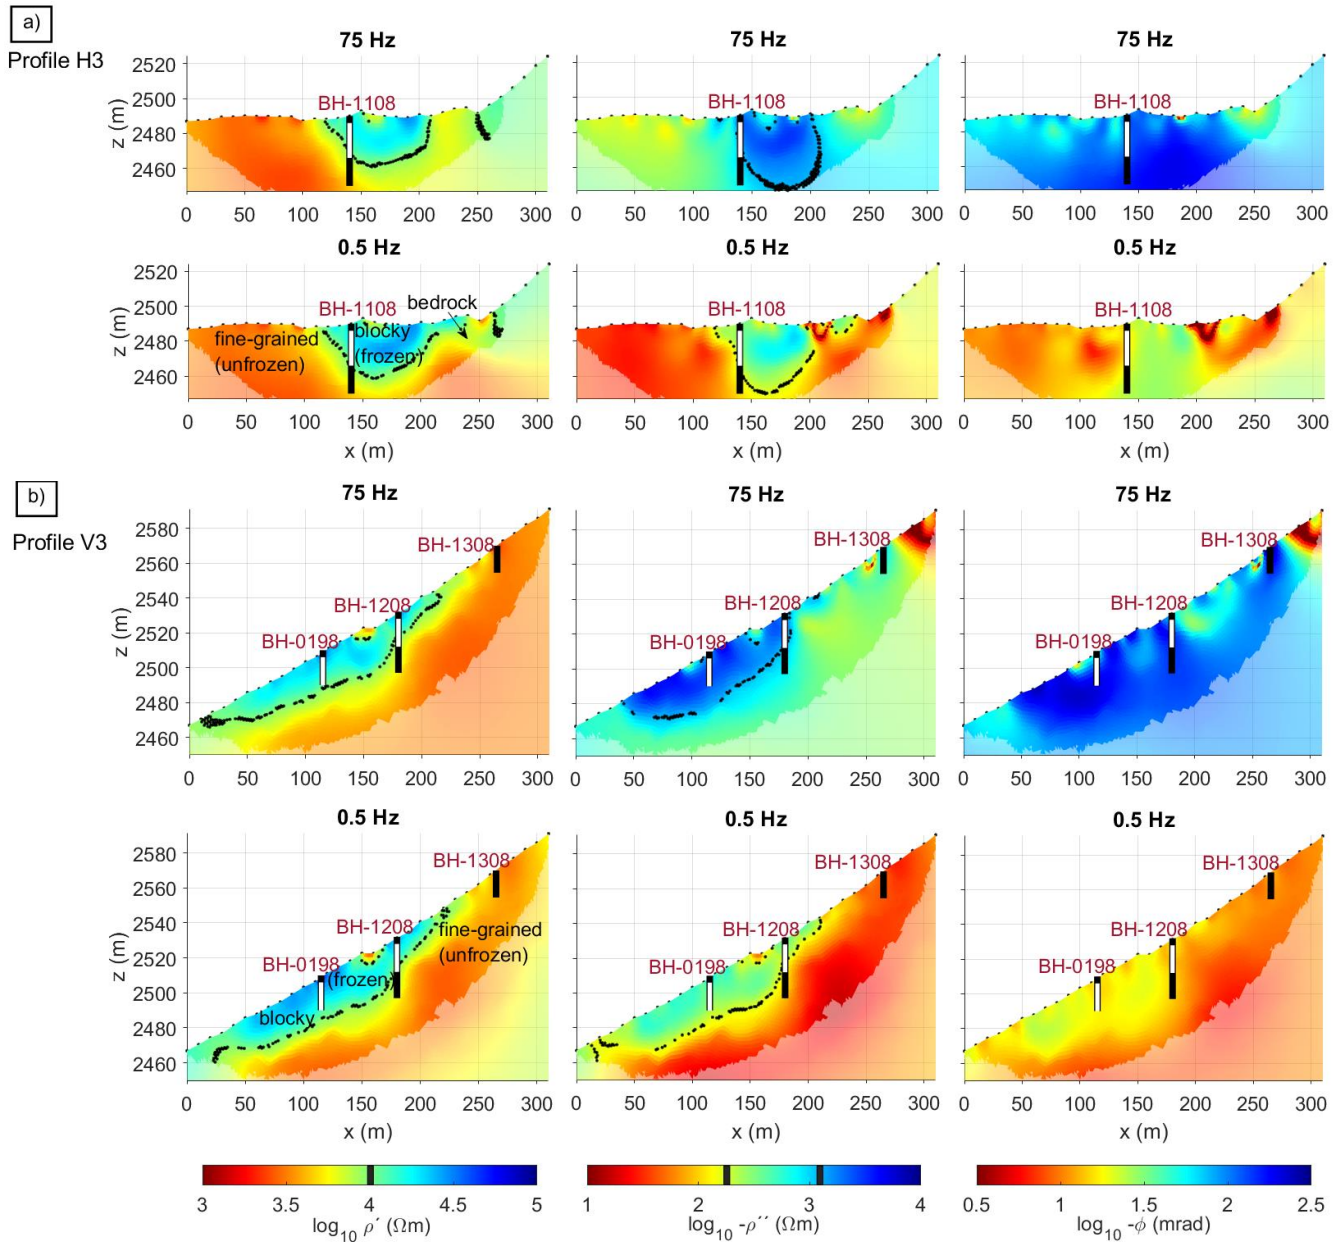 a)
Profile H3
75 Hz 75 Hz 75 Hz
2520
2500
2480
2460
z (m)
BH-1108 BH-1108 BH-1108
0 50 100 150 200 250 300 0 50 100 150 200 250 300 0 50 100 150 200 250 300
0.5 Hz 0.5 Hz 0.5 Hz
2520
2500
2480
2460
z (m)
BH-1108 bedrock BH-1108 BH-1108
fine-grained blocky
(unfrozen) (frozen)
0 50 100 150 200 250 300 0 50 100 150 200 250 300 0 50 100 150 200 250 300
x (m) x (m) x (m)
b)
Profile V3
75 Hz 75 Hz 75 Hz
2580
2560
2540
2520
2500
2480
2460
z (m)
BH-1308 BH-1308 BH-1308
BH-1208 BH-1208 BH-1208
BH-0198 BH-0198 BH-0198
0 50 100 150 200 250 300 0 50 100 150 200 250 300 0 50 100 150 200 250 300
0.5 Hz 0.5 Hz 0.5 Hz
2580
2560
2540
2520
2500
2480
2460
z (m)
BH-1308 BH-1308 BH-1308
BH-1208 BH-1208 BH-1208
fine-grained
(unfrozen)
BH-0198 BH-0198 BH-0198
(frozen)
blocky
0 50 100 150 200 250 300 0 50 100 150 200 250 300 0 50 100 150 200 250 300
x (m) x (m) x (m)
3 3.5 4 4.5 5 1 2 3 4 0.5 1 1.5 2 2.5
log10 ρ´ (Ωm) log10 -ρ´´ (Ωm) log10 -ϕ (mrad)